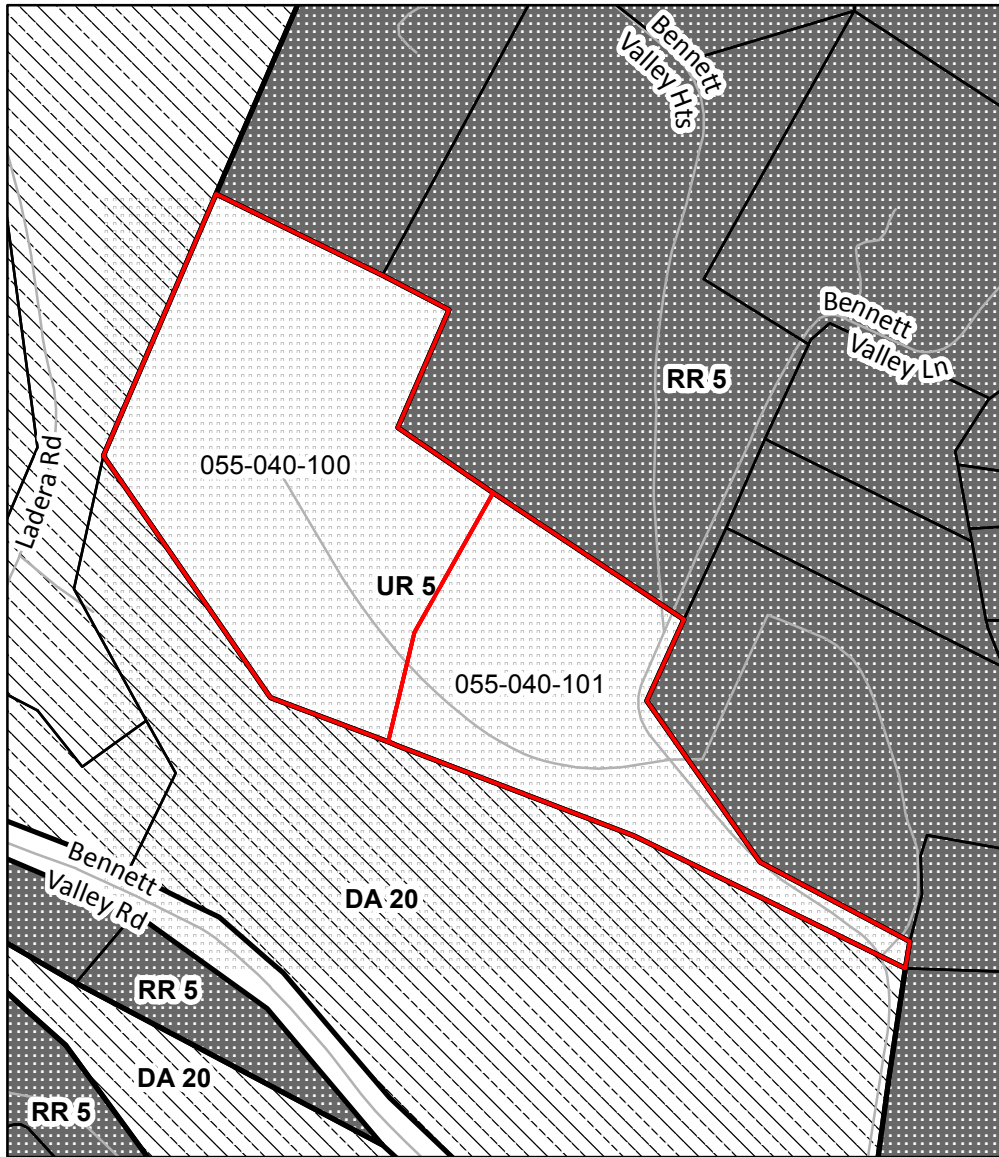 Bennett
Valley Hts
Bennett
Valley Ln
RR 5
Ladera Rd
055-040-100
UR 5
055-040-101
Bennett
Valley Rd
DA 20
RR 5
DA 20
RR 5